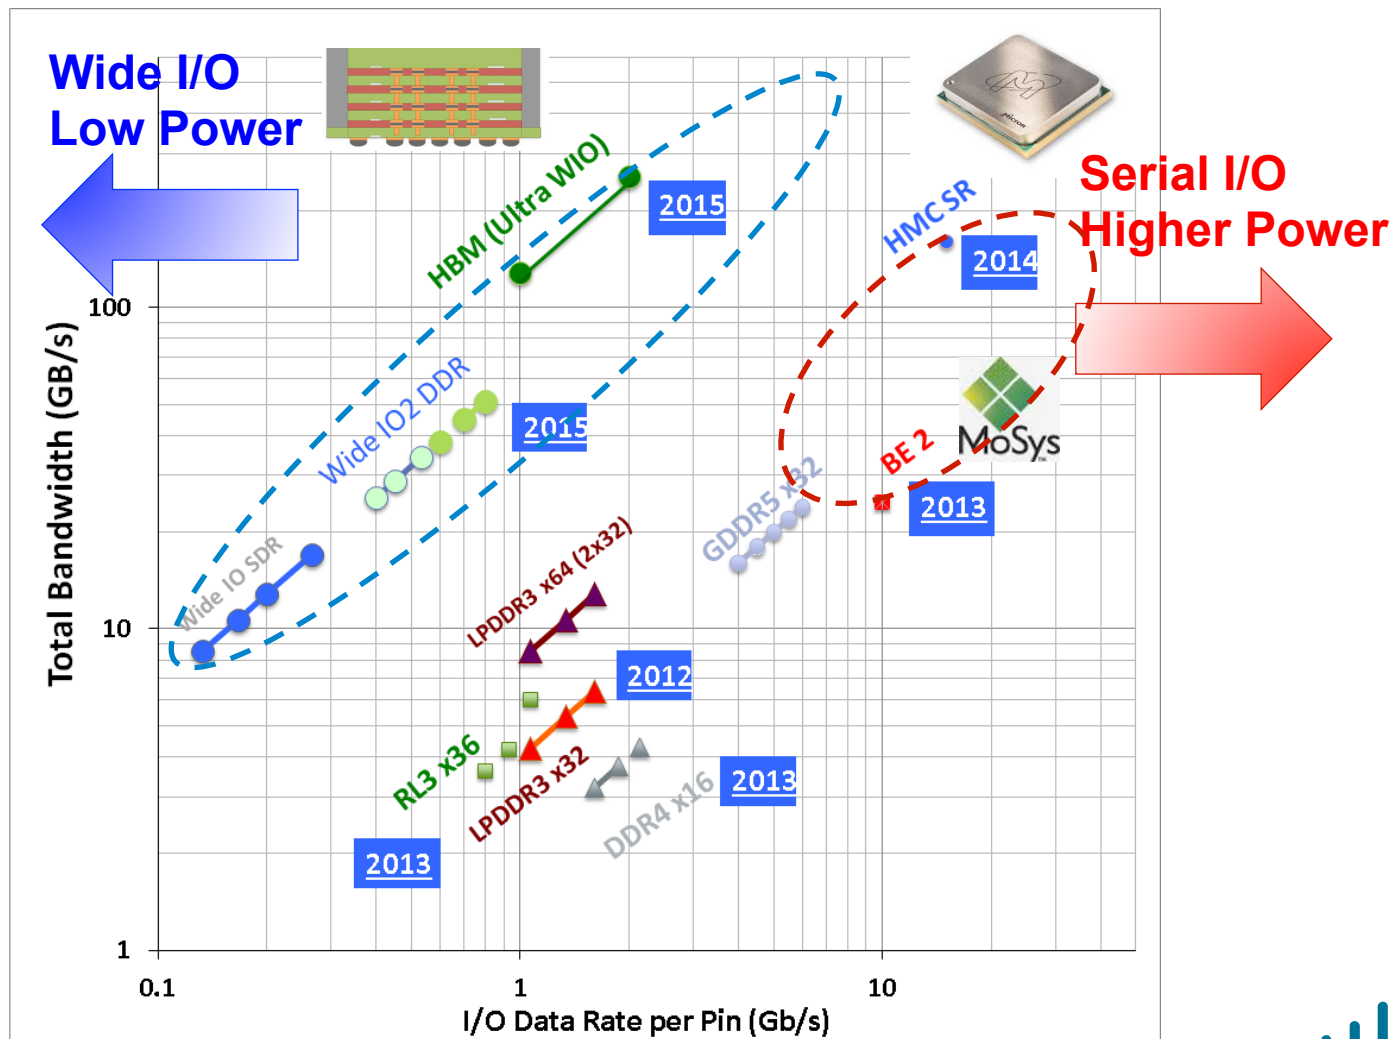 Wide I/O
Low Power
Micron
Serial I/O
Higher Power
HBM (Ultra WIO)
2015
HMC SR
2014
100
Wide IO2 DDR
2015
MoSys
BE 2
2013
GDDR5 x32
Total Bandwidth (GB/s)
Wide IO SDR
LPDDR3 x64 (2x32)
10
2012
RL3 x36
LPDDR3 x32
DDR4 x16
2013
2013
1
0.1
1
10
I/O Data Rate per Pin (Gb/s)